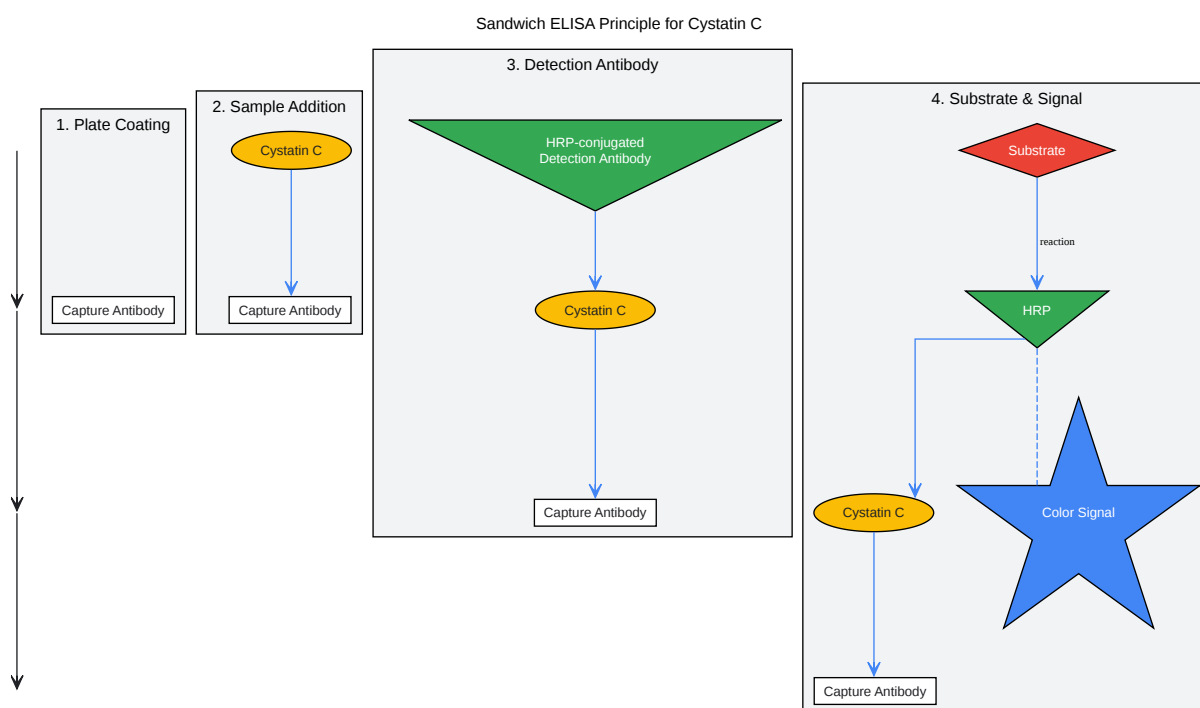 Sandwich ELISA Principle for Cystatin C
1. Plate Coating
Capture Antibody
2. Sample Addition
Cystatin C
Capture Antibody
3. Detection Antibody
HRP-conjugated
Detection Antibody
Cystatin C
Capture Antibody
4. Substrate & Signal
Substrate
reaction
HRP
Cystatin C
Color Signal
Capture Antibody